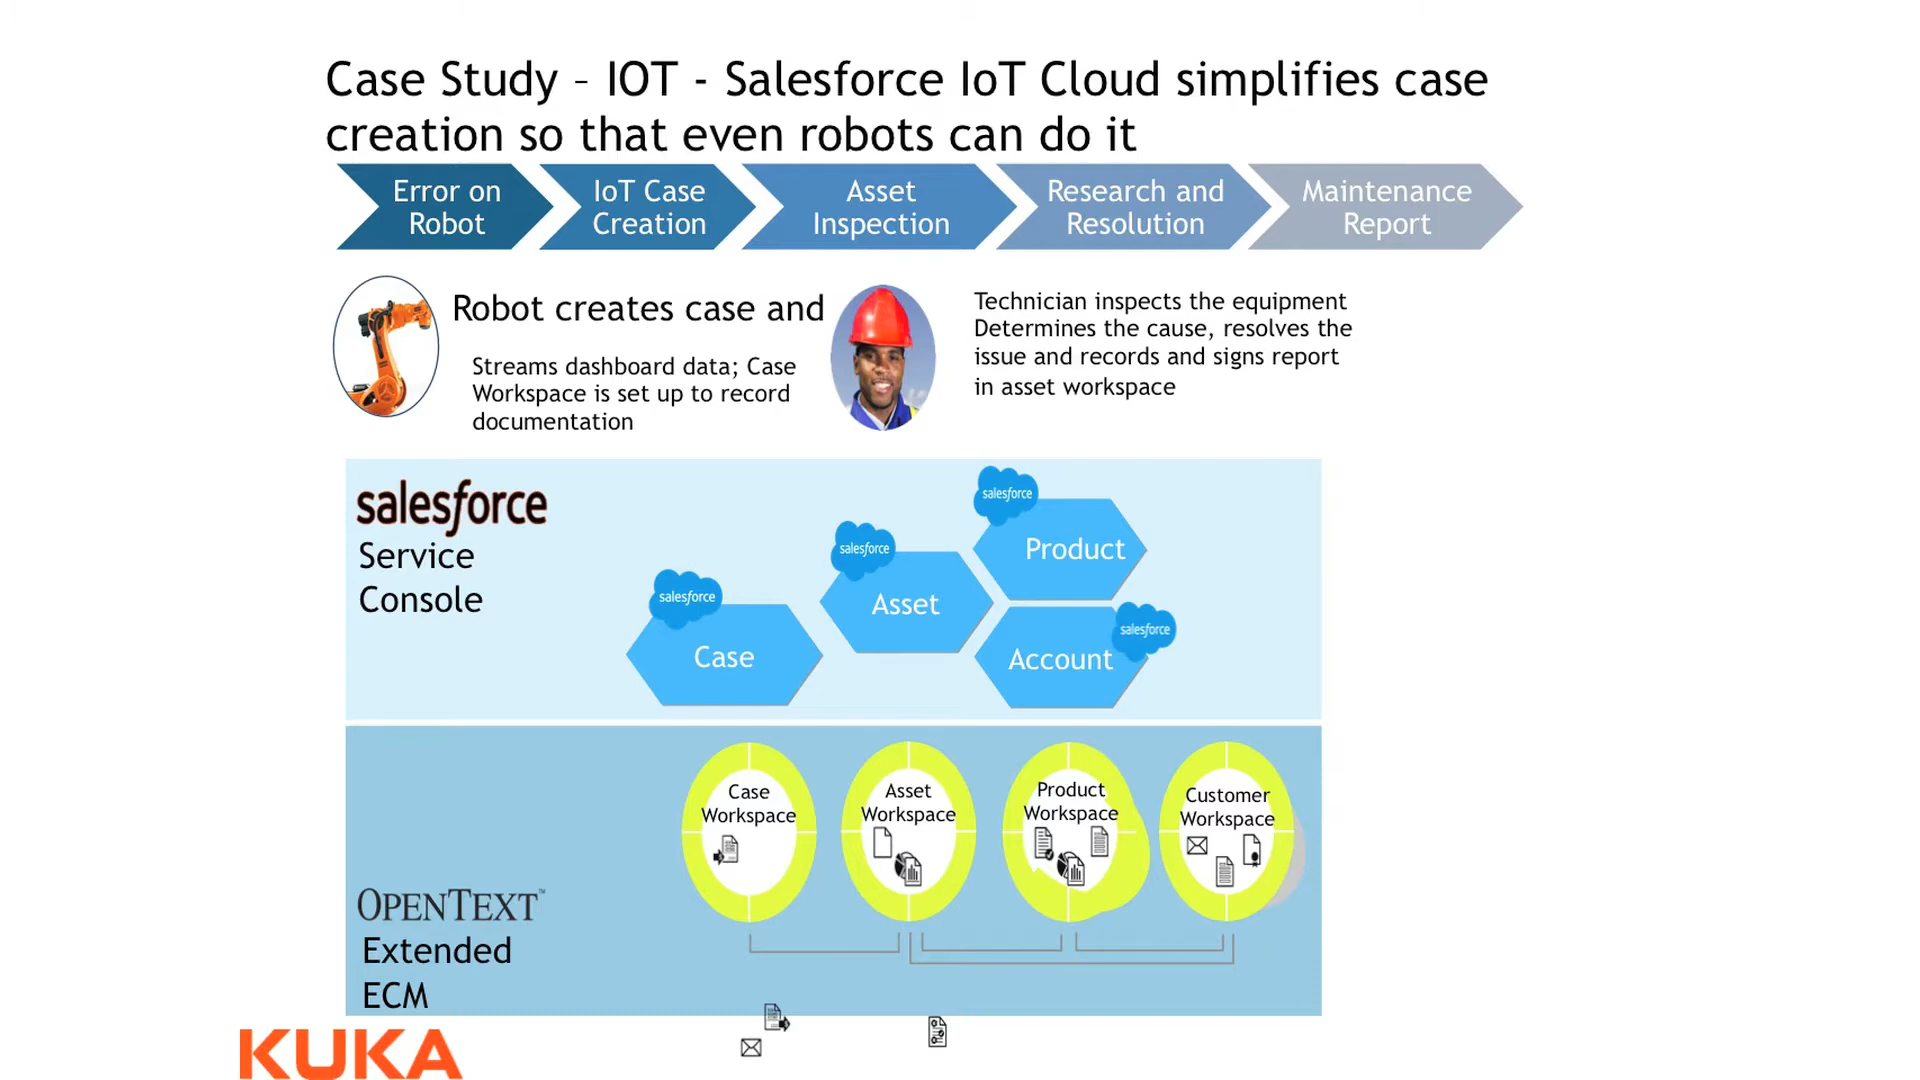 Case Study – IOT - Salesforce IoT Cloud simplifies case
creation so that even robots can do it
Error on
Robot
IoT Case
Creation
Asset
Inspection
Research and
Resolution
Maintenance
Report
Robot creates case and
Streams dashboard data; Case
Workspace is set up to record
documentation
Technician inspects the equipment
Determines the cause, resolves the
issue and records and signs report
in asset workspace
salesforce
Service
Console
salesforce
Case
salesforce
Asset
salesforce
Product
salesforce
Account
Case
Workspace
Asset
Workspace
Product
Workspace
Customer
Workspace
OPENTEXT™
Extended
ECM
KUKA